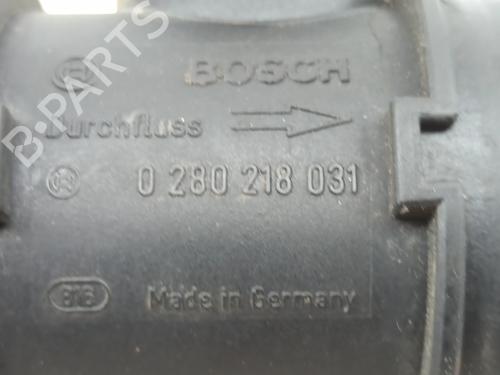 BOSCH
Durchfluss
0 280 218 031
Made in Germany
B-PARTS